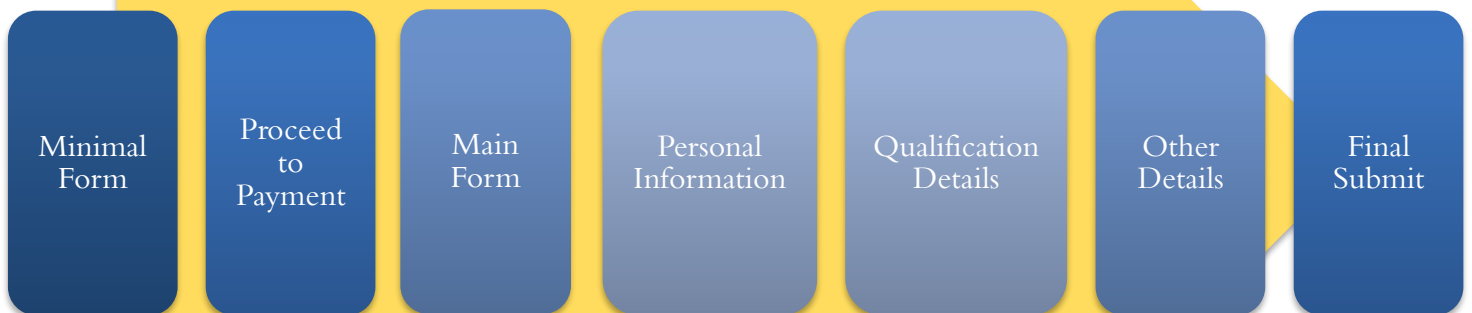 Minimal
Form
Proceed
to
Payment
Main
Form
Personal
Information
Qualification
Details
Other
Details
Final
Submit